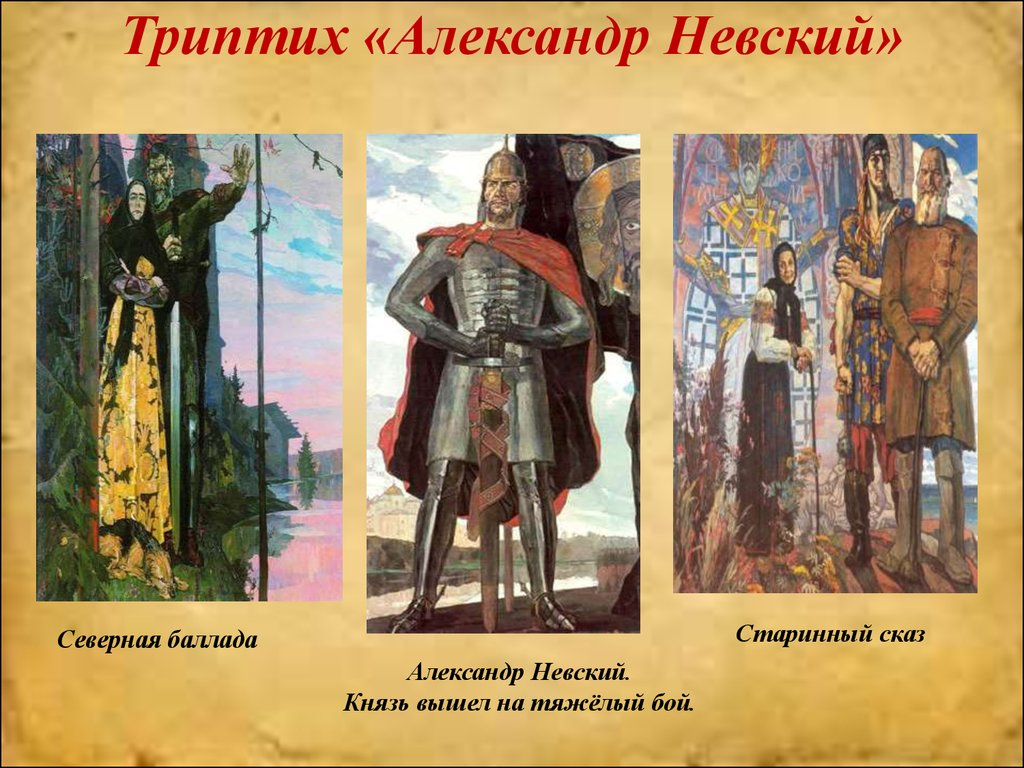 Триптих «Александр Невский»
Северная баллада
Старинный сказ
Александр Невский.
Князь вышел на тяжёлый бой.